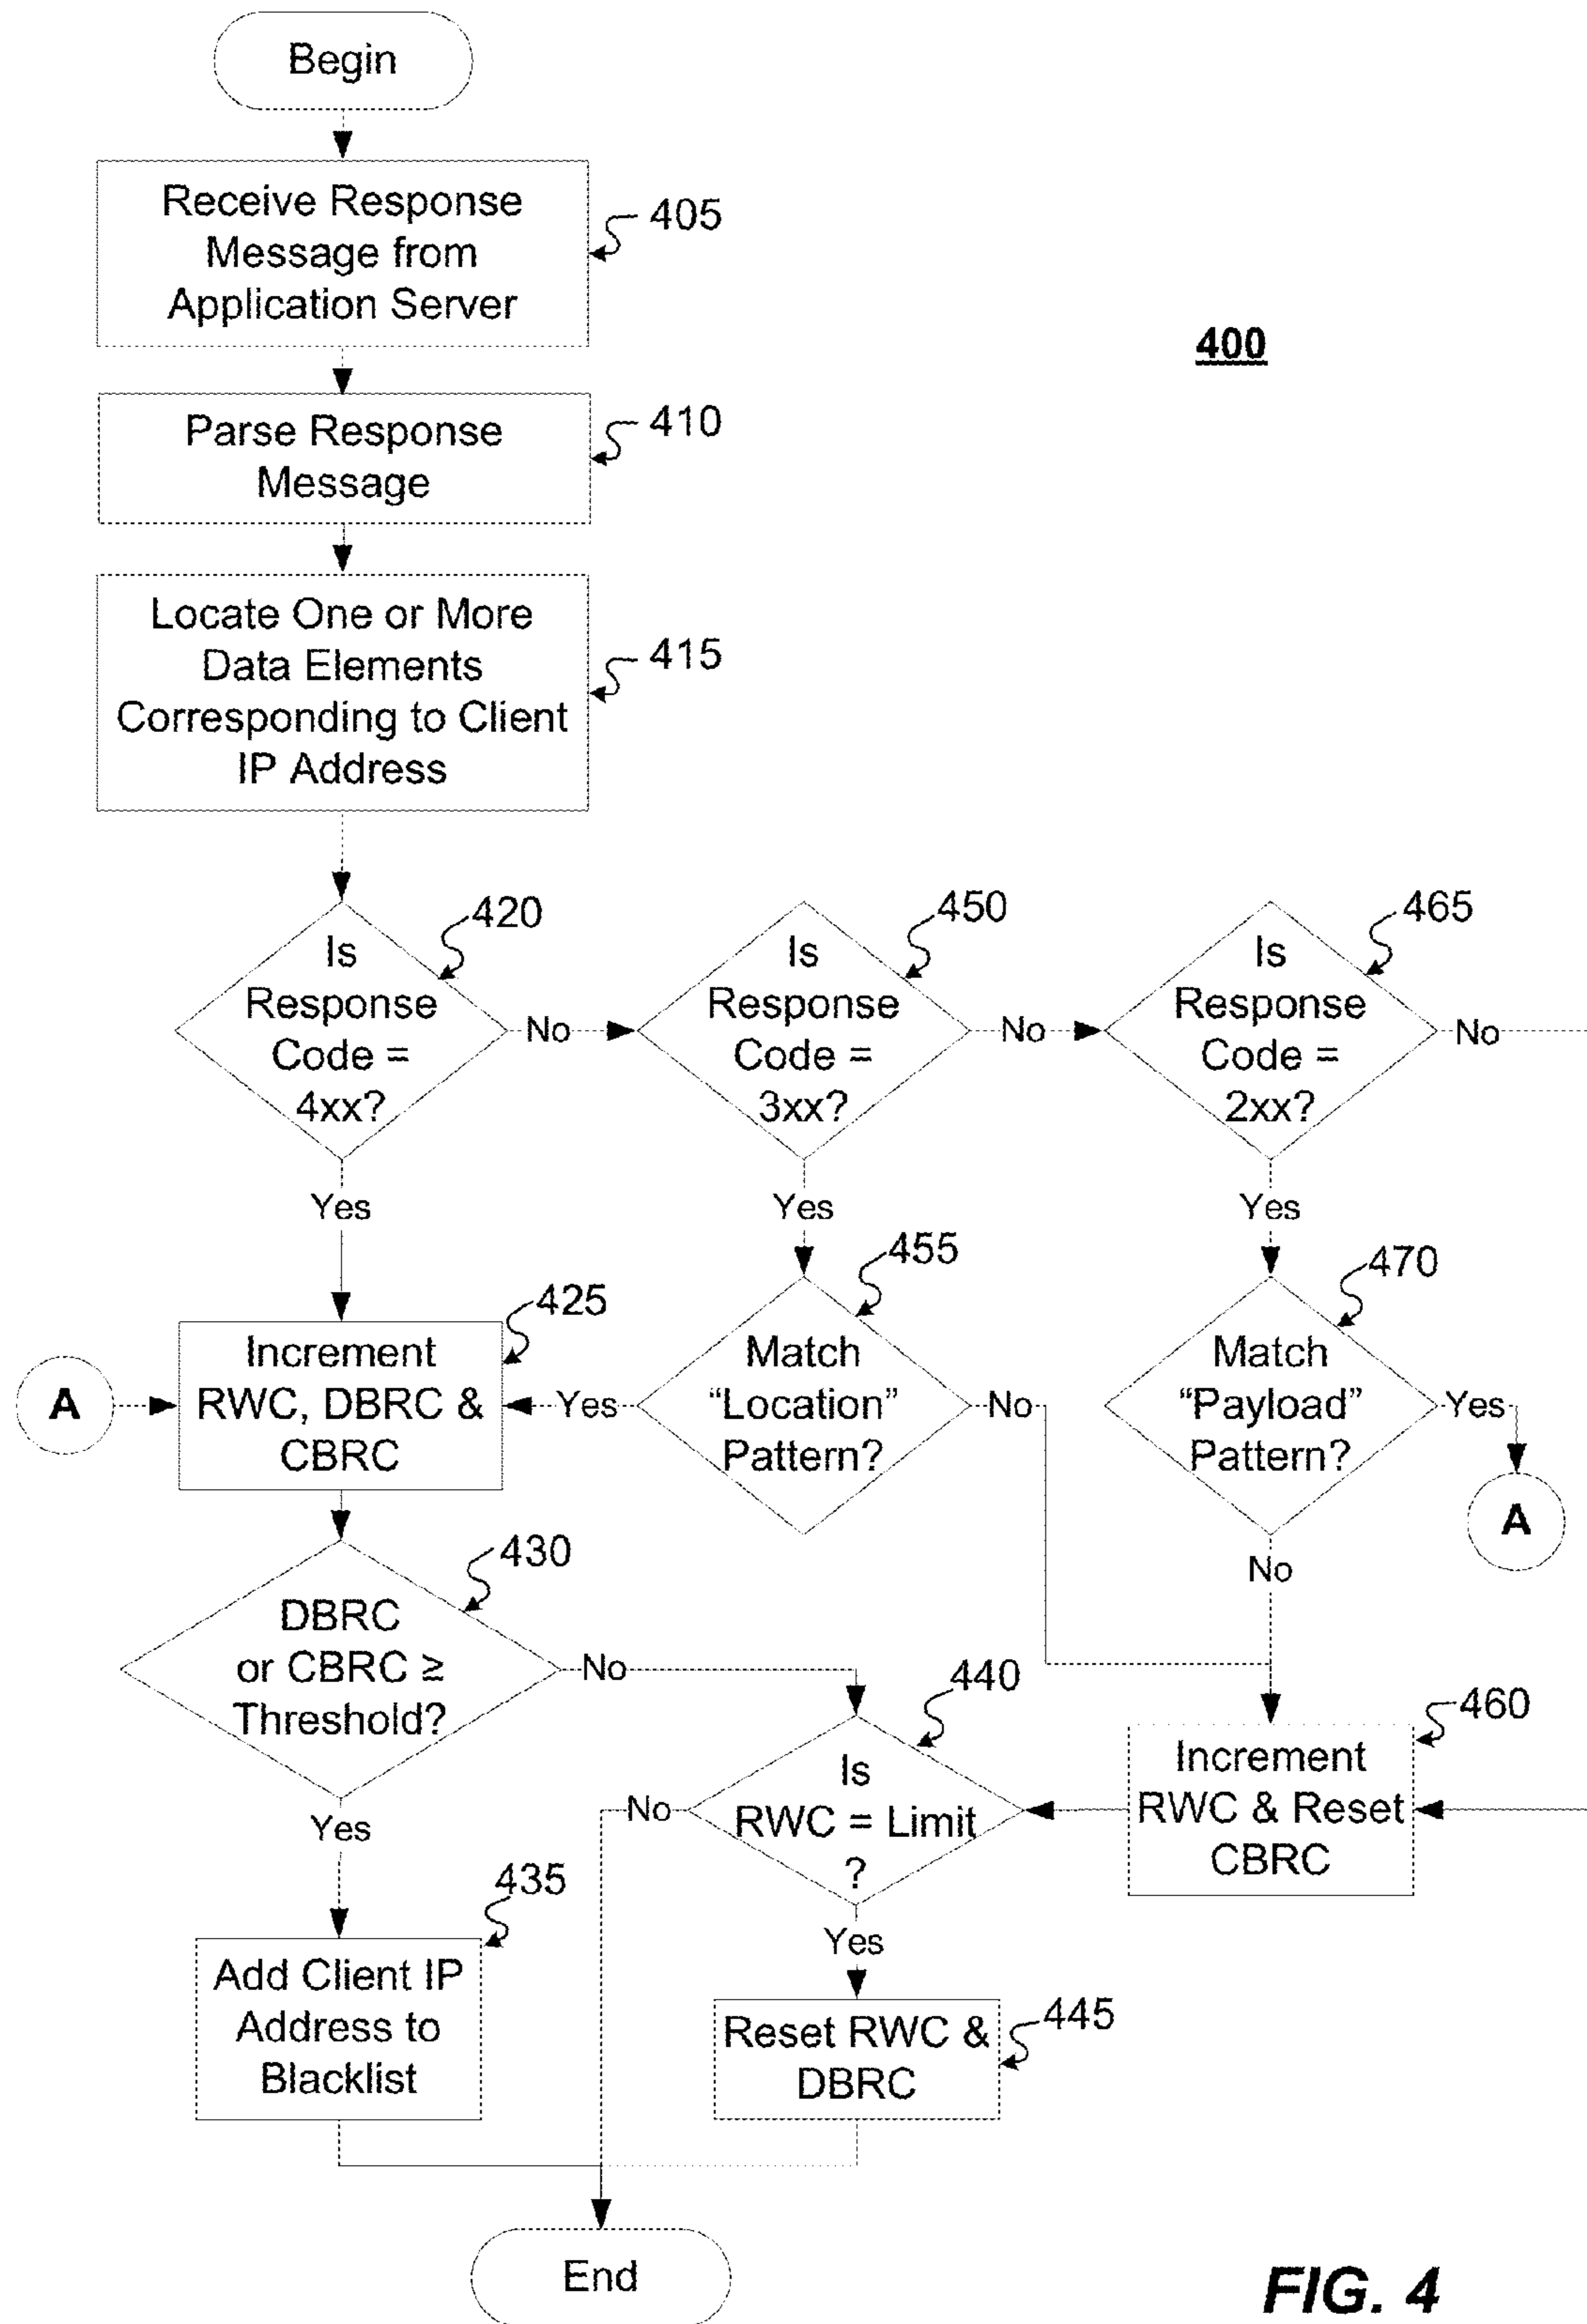 Begin
Receive Response
Message from
Application Server
405
400
Parse Response
Message
410
Locate One or More
Data Elements
Corresponding to Client
IP Address
415
Is
Response
Code =
4xx?
420
No
Is
Response
Code =
3xx?
450
No
Is
Response
Code =
2xx?
465
No
Yes
Yes
Yes
A
Increment
RWC, DBRC &
CBRC
425
Yes
Match
“Location”
Pattern?
455
No
Match
“Payload”
Pattern?
470
Yes
A
No
DBRC
or CBRC ≥
Threshold?
430
No
Is
RWC = Limit
?
440
No
Increment
RWC & Reset
CBRC
460
Yes
Yes
Add Client IP
Address to
Blacklist
435
Reset RWC &
DBRC
445
End
FIG. 4